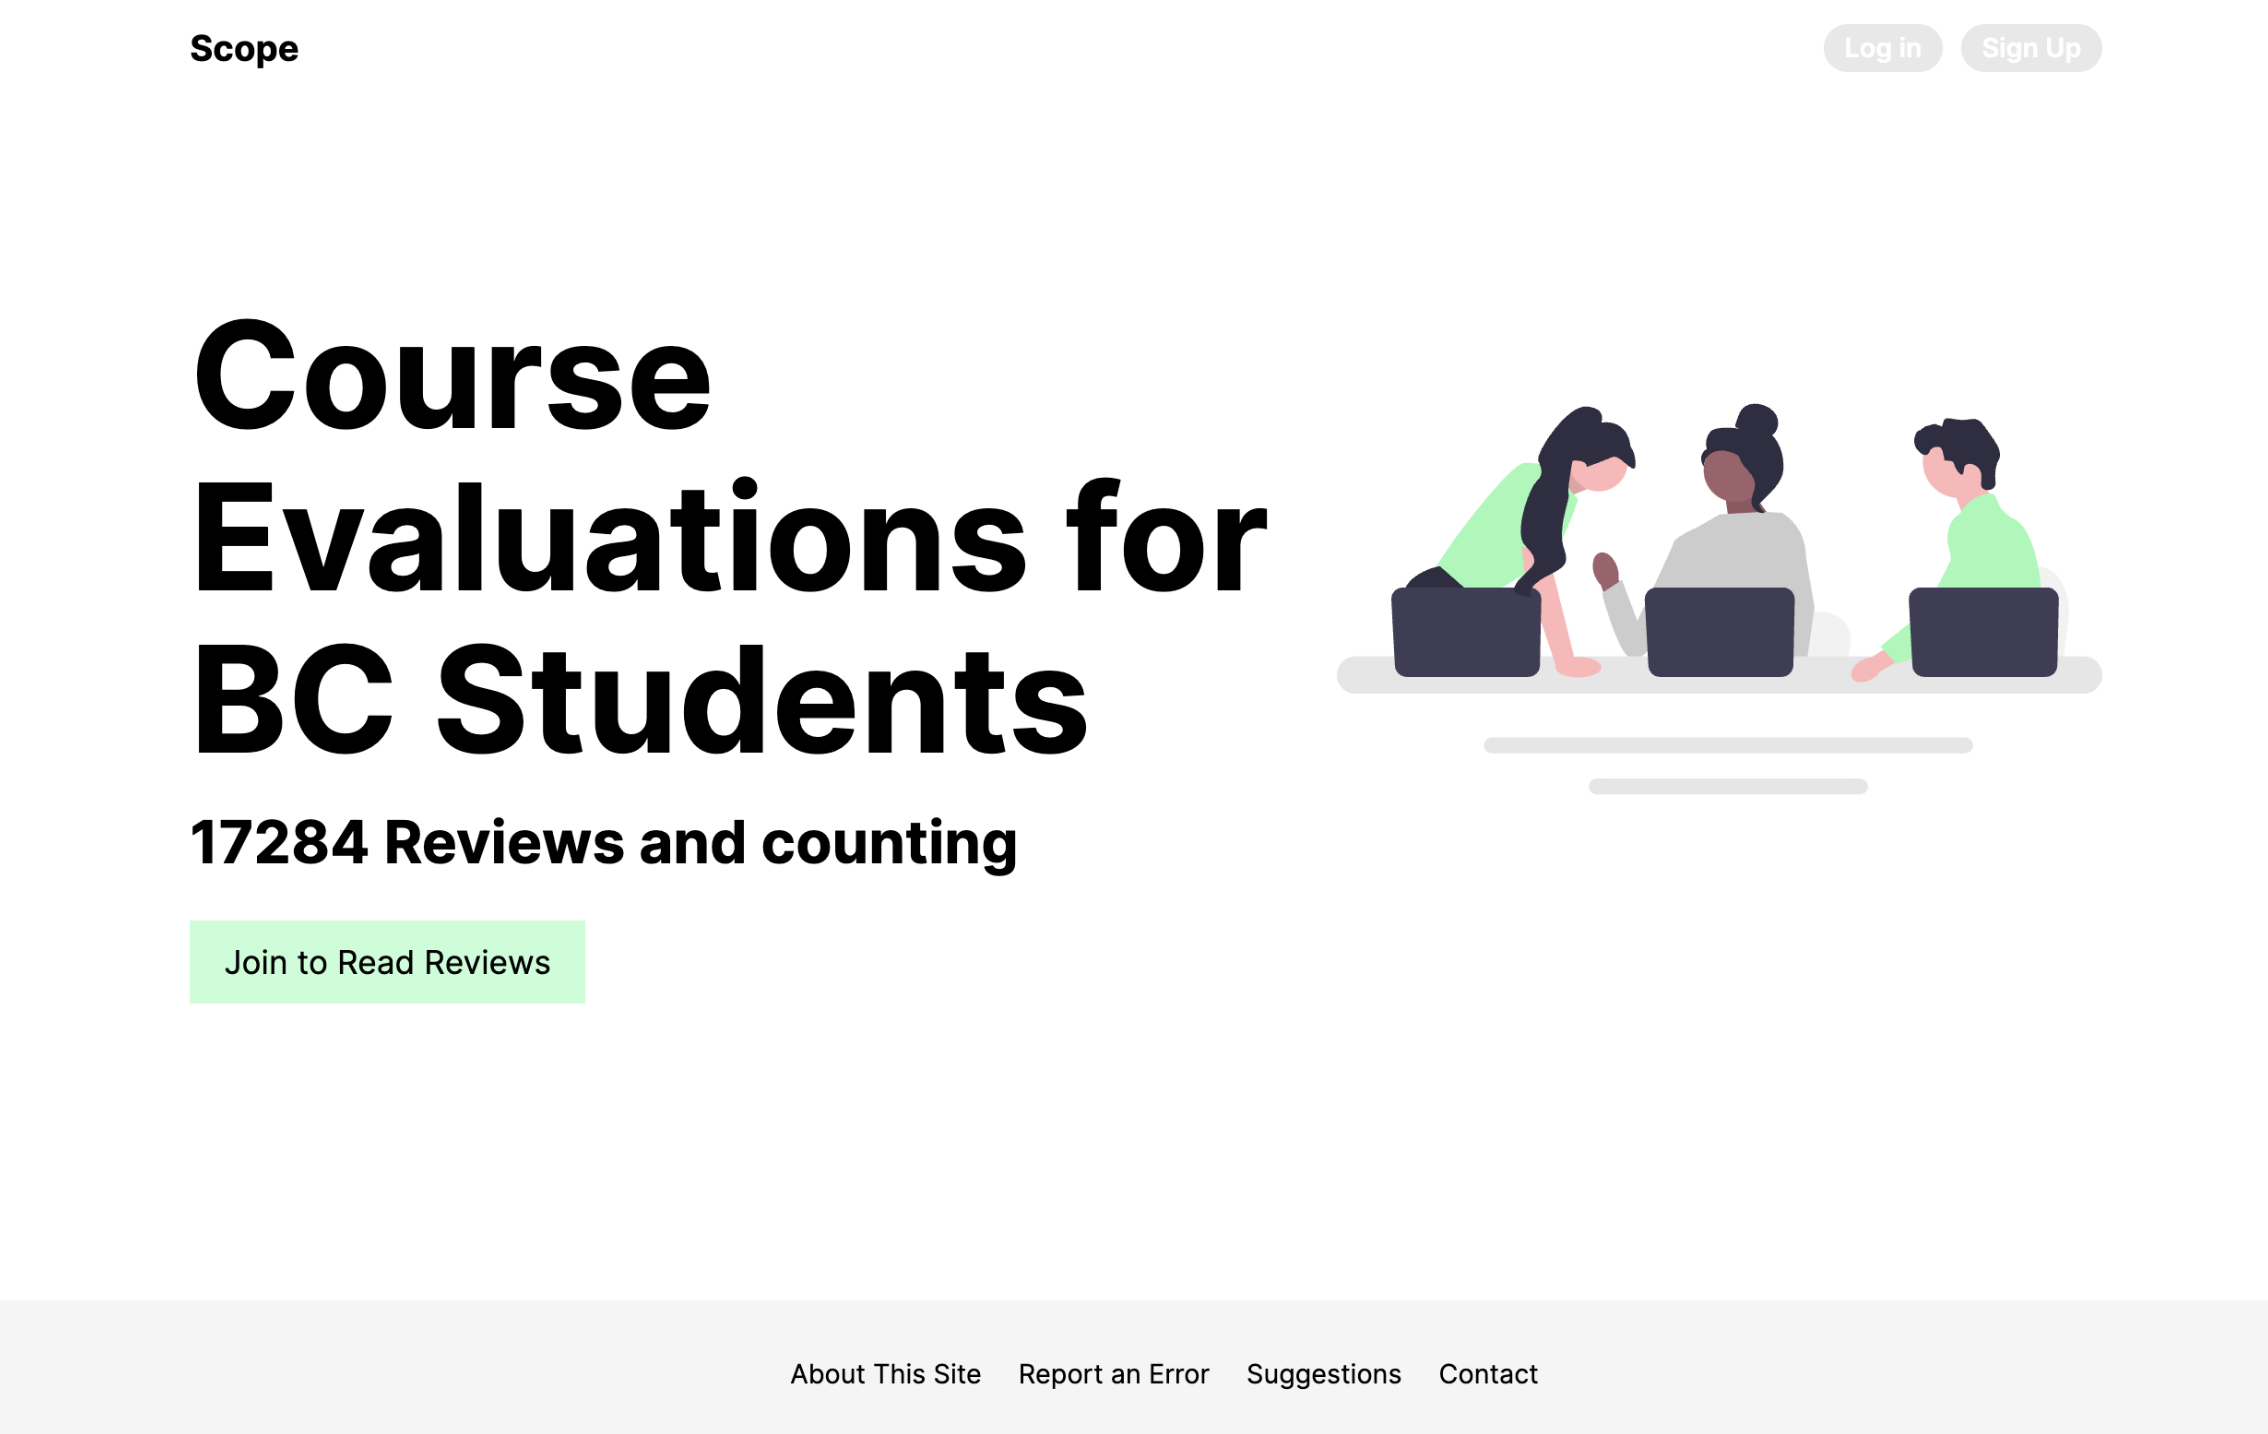 Scope
Log in
Sign Up
Course
Evaluations for
BC Students
17284 Reviews and counting
Join to Read Reviews
About This Site
Report an Error
Suggestions
Contact